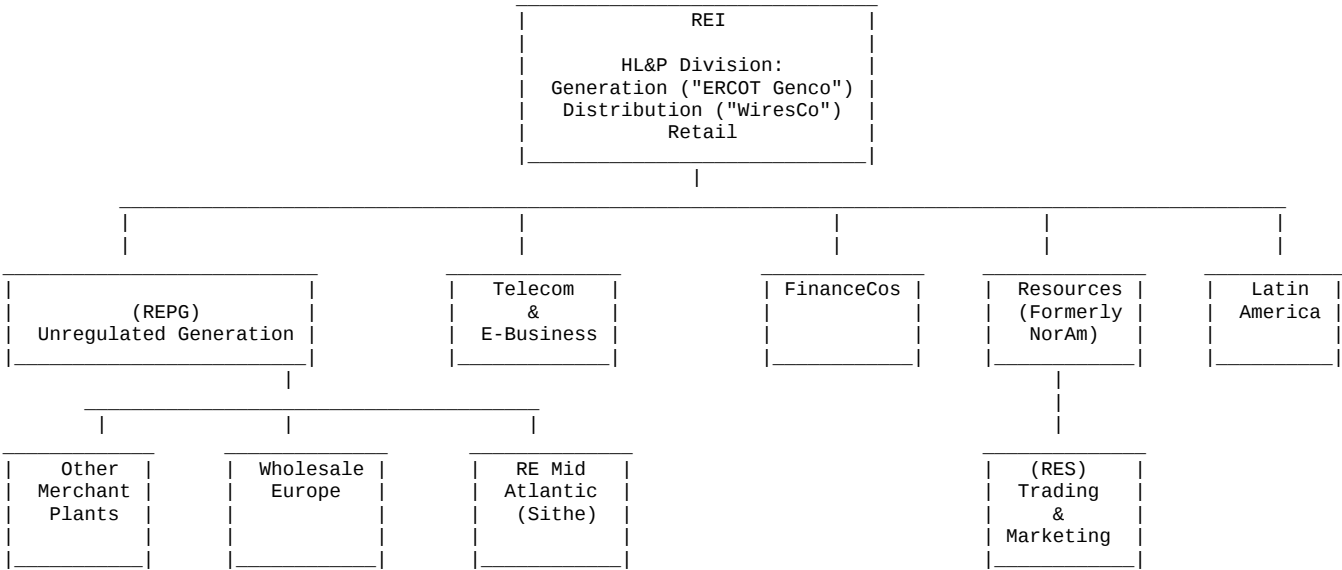 REI
HL&P Division:
Generation ("ERCOT Genco")
Distribution ("WiresCo")
Retail
(REPG)
Unregulated Generation
Telecom
&
E-Business
FinanceCos
Resources
(Formerly
NorAm)
Latin
America
Other
Merchant
Plants
Wholesale
Europe
RE Mid
Atlantic
(Sithe)
(RES)
Trading
&
Marketing